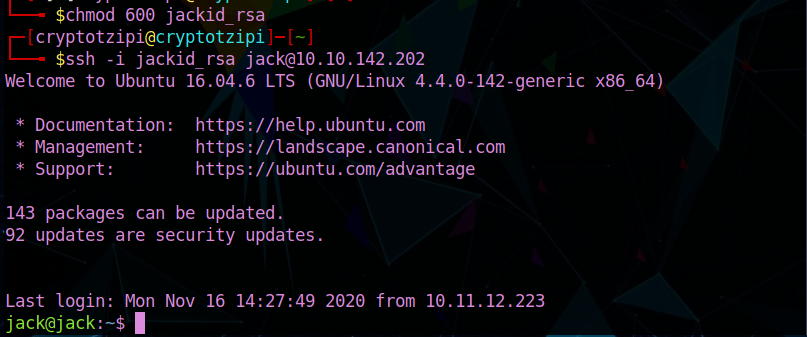 └──╼ $chmod 600 jackid_rsa
┌─[cryptotzipi@cryptotzipi]─[~]
└──╼ $ssh -i jackid_rsa jack@10.10.142.202
Welcome to Ubuntu 16.04.6 LTS (GNU/Linux 4.4.0-142-generic x86_64)
* Documentation:  https://help.ubuntu.com
* Management:     https://landscape.canonical.com
* Support:        https://ubuntu.com/advantage
143 packages can be updated.
92 updates are security updates.
Last login: Mon Nov 16 14:27:49 2020 from 10.11.12.223
jack@jack:~$